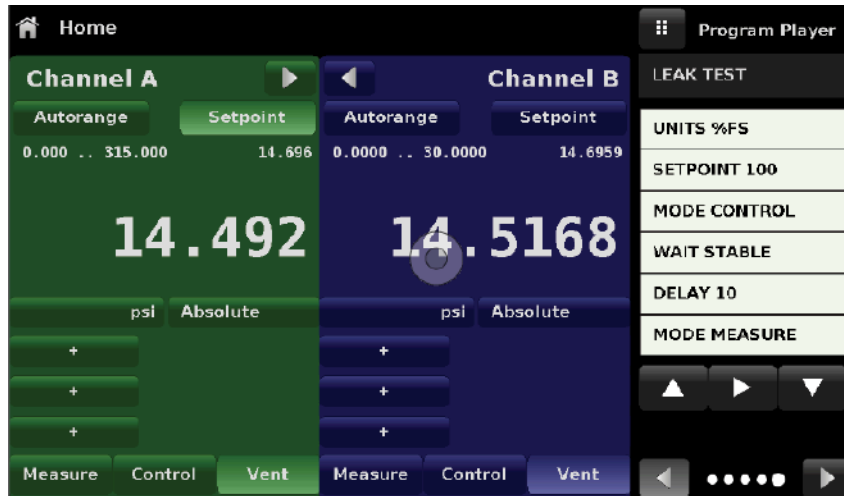 Home
Program Player
Channel A
Channel B
LEAK TEST
Autorange
Setpoint
Autorange
Setpoint
0.000 .. 315.000
14.696
0.0000 .. 30.0000
14.6959
14.492
14.5168
psi
Absolute
psi
Absolute
+
+
+
+
+
+
Measure
Control
Vent
Measure
Control
Vent
UNITS %FS
SETPOINT 100
MODE CONTROL
WAIT STABLE
DELAY 10
MODE MEASURE